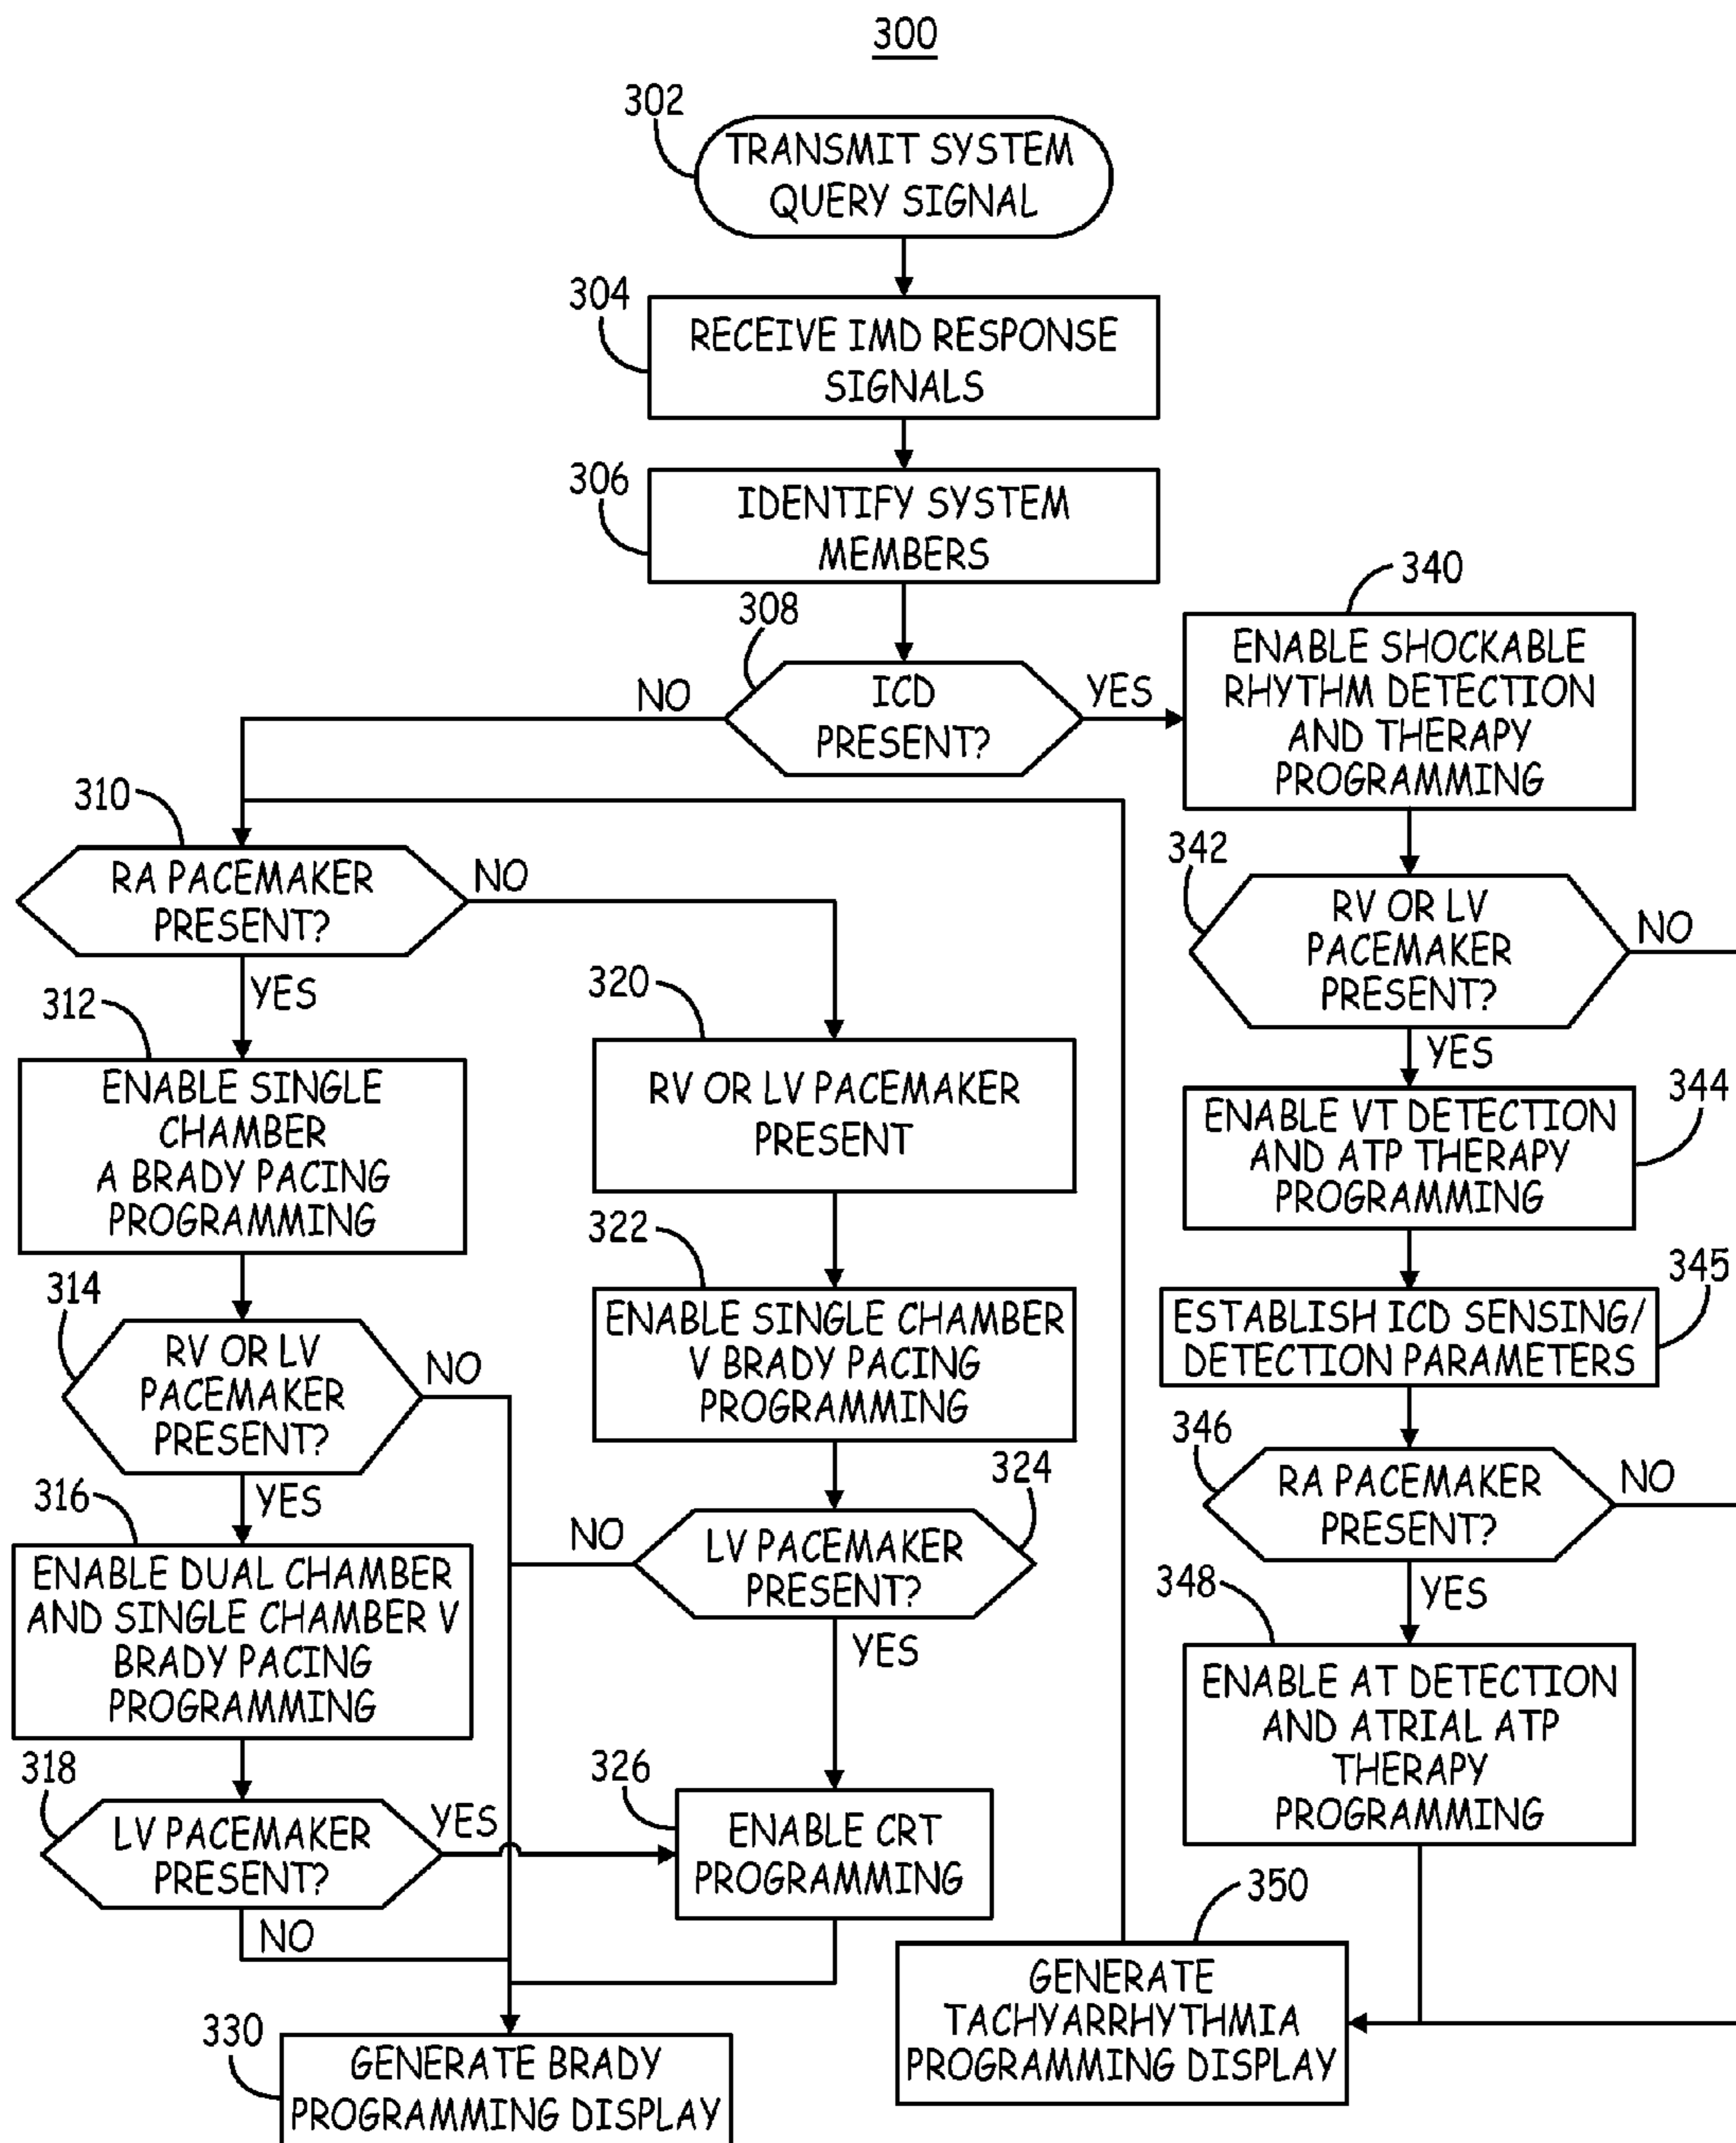 300
302
TRANSMIT SYSTEM
QUERY SIGNAL
304
RECEIVE IMD RESPONSE
SIGNALS
306
IDENTIFY SYSTEM
MEMBERS
308
ICD
PRESENT?
NO
YES
340
ENABLE SHOCKABLE
RHYTHM DETECTION
AND THERAPY
PROGRAMMING
310
RA PACEMAKER
PRESENT?
NO
YES
342
RV OR LV
PACEMAKER
PRESENT?
NO
YES
312
ENABLE SINGLE
CHAMBER
A BRADY PACING
PROGRAMMING
320
RV OR LV PACEMAKER
PRESENT
344
ENABLE VT DETECTION
AND ATP THERAPY
PROGRAMMING
322
ENABLE SINGLE CHAMBER
V BRADY PACING
PROGRAMMING
345
ESTABLISH ICD SENSING/
DETECTION PARAMETERS
314
RV OR LV
PACEMAKER
PRESENT?
NO
YES
324
LV PACEMAKER
PRESENT?
NO
YES
346
RA PACEMAKER
PRESENT?
NO
YES
316
ENABLE DUAL CHAMBER
AND SINGLE CHAMBER V
BRADY PACING
PROGRAMMING
348
ENABLE AT DETECTION
AND ATRIAL ATP
THERAPY
PROGRAMMING
318
LV PACEMAKER
PRESENT?
YES
NO
326
ENABLE CRT
PROGRAMMING
350
GENERATE
TACHYARRHYTHMIA
PROGRAMMING DISPLAY
330
GENERATE BRADY
PROGRAMMING DISPLAY